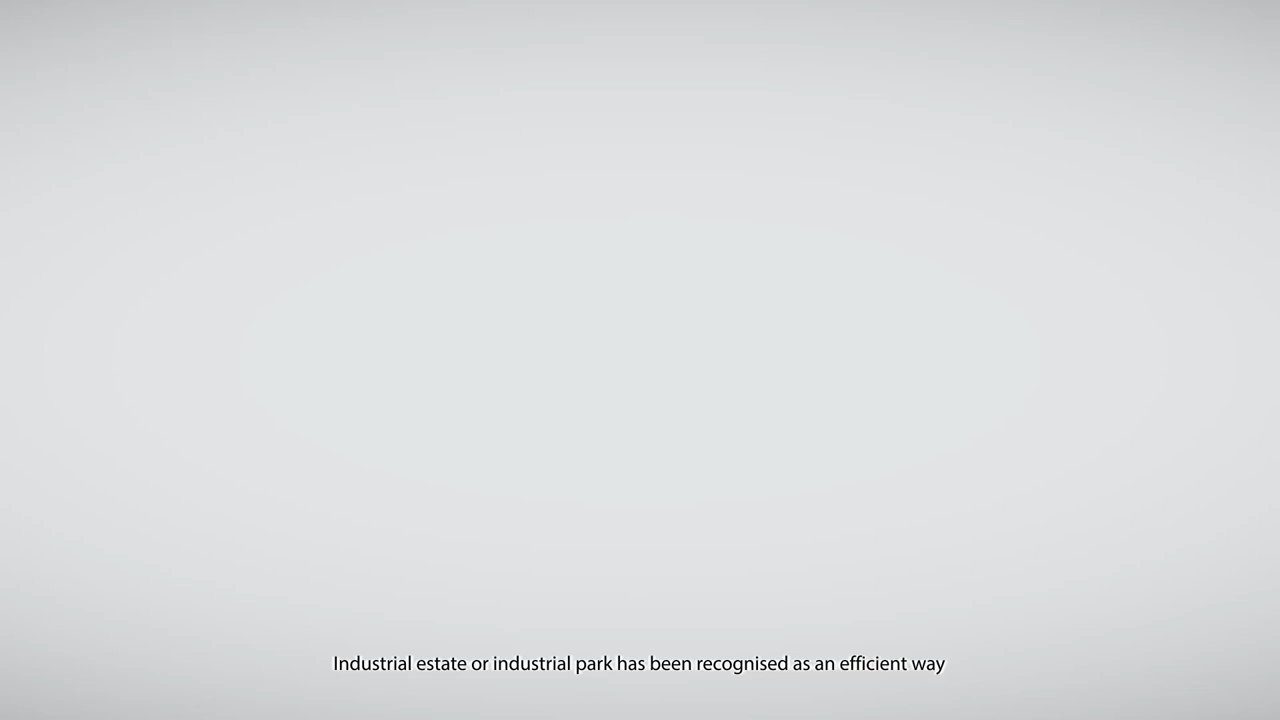 Industrial estate or industrial park has been recognised as an efficient way